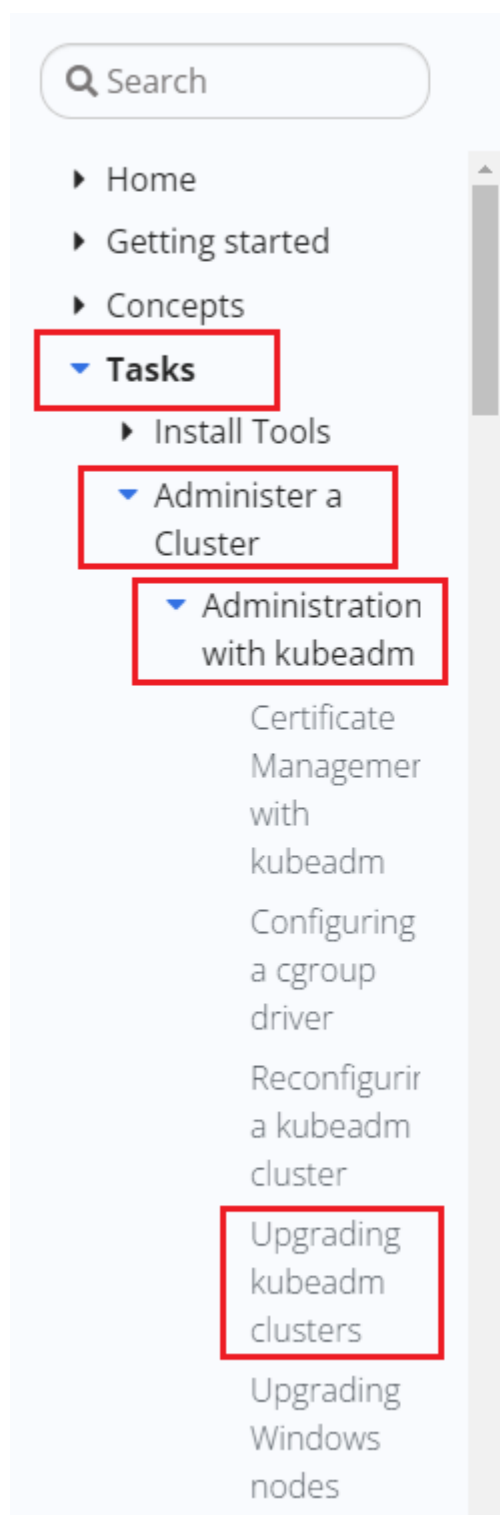 Search
Home
Getting started
Concepts
Tasks
Install Tools
Administer a
Cluster
Administration
with kubeadm
Certificate
Managemer
with
kubeadm
Configuring
a cgroup
driver
Reconfigurir
a kubeadm
cluster
Upgrading
kubeadm
clusters
Upgrading
Windows
nodes